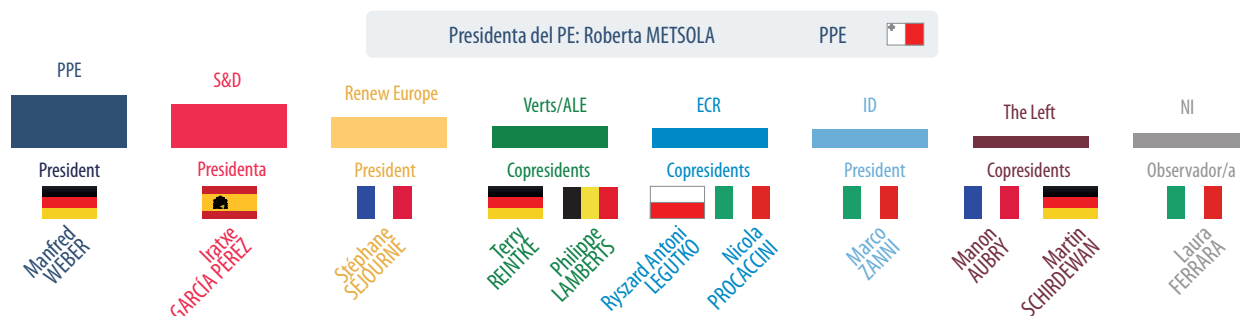 Presidenta del PE: Roberta METSOLA PPE
PPE
S&D
Renew Europe
Verts/ALE
ECR
ID
The Left
NI
President
Presidenta
President
Copresidents
Copresidents
President
Copresidents
Observador/a
Manfred
WEBER
Iratxe
GARCÍA PÉREZ
Stéphane
SÉJOURNÉ
Terry
REINTKE
Philippe
LAMBERTS
Ryszard Antoni
LEGUTKO
Nicola
PROCACCINI
Marco
ZANNI
Manon
AUBRY
Martin
SCHIRDEWAN
Laura
FERRARA